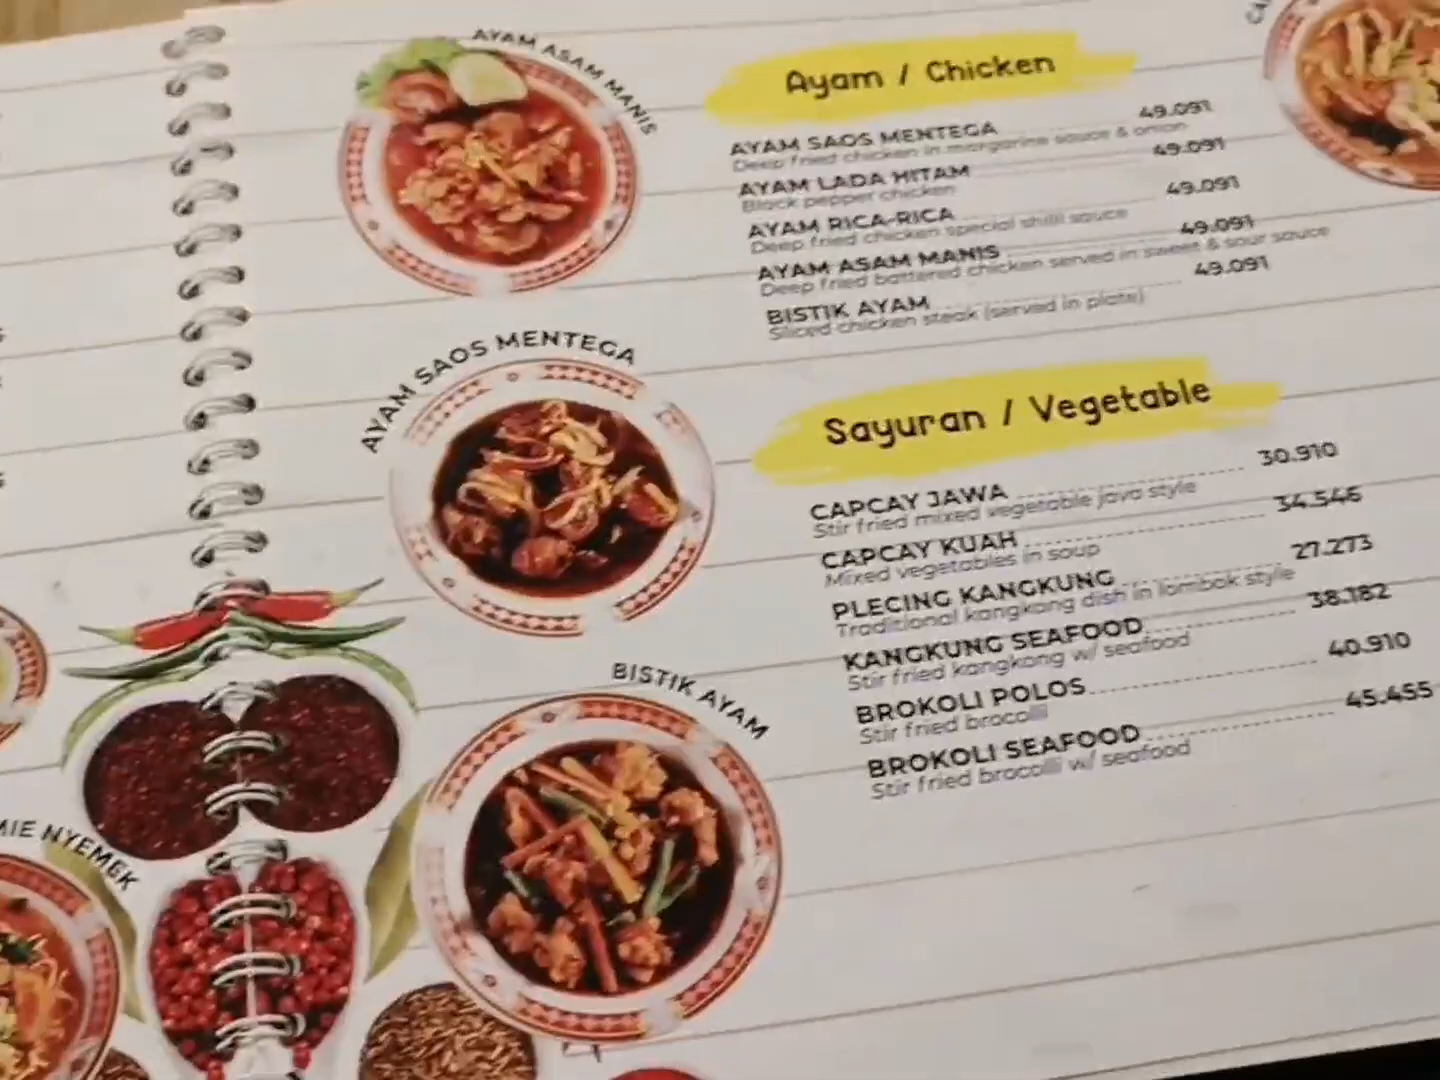 AYAM ASAM MANIS
Ayam / Chicken
AYAM SAOS MENTEGA 49.091
Deep fried chicken in margarine sauce & onion
AYAM LADA HITAM 49.091
Black pepper chicken
AYAM RICA-RICA 49.091
Deep fried chicken special shilli sauce
AYAM ASAM MANIS 49.091
Deep fried battered chicken served in sweet & sour sauce
BISTIK AYAM 49.091
Sliced chicken steak (served in plate)
AYAM SAOS MENTEGA
Sayuran / Vegetable
CAPCAY JAWA 30.910
Stir fried mixed vegetable java style
CAPCAY KUAH 34.546
Mixed vegetables in soup
PLECING KANGKUNG 27.273
Traditional kangkong dish in lombok style
KANGKUNG SEAFOOD 38.182
Stir fried kangkong w/ seafood
BROKOLI POLOS 40.910
Stir fried brocolli
BROKOLI SEAFOOD 45.455
Stir fried brocolli w/ seafood
BISTIK AYAM
MIE NYEMEK